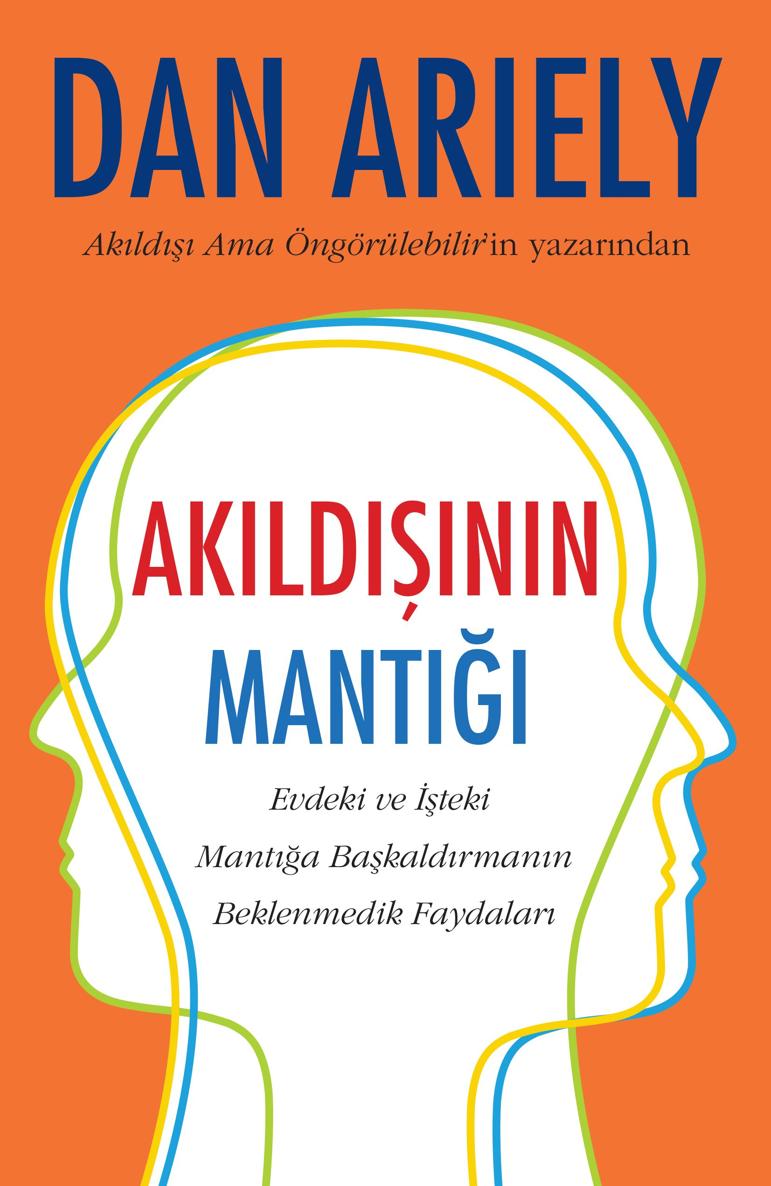 DAN ARIELY
Akıldışı Ama Öngörülebilir'in yazarından
AKILDIŞININ
MANTIĞI
Evdeki ve İşteki
Mantığa Başkaldırmanın
Beklenmedik Faydaları